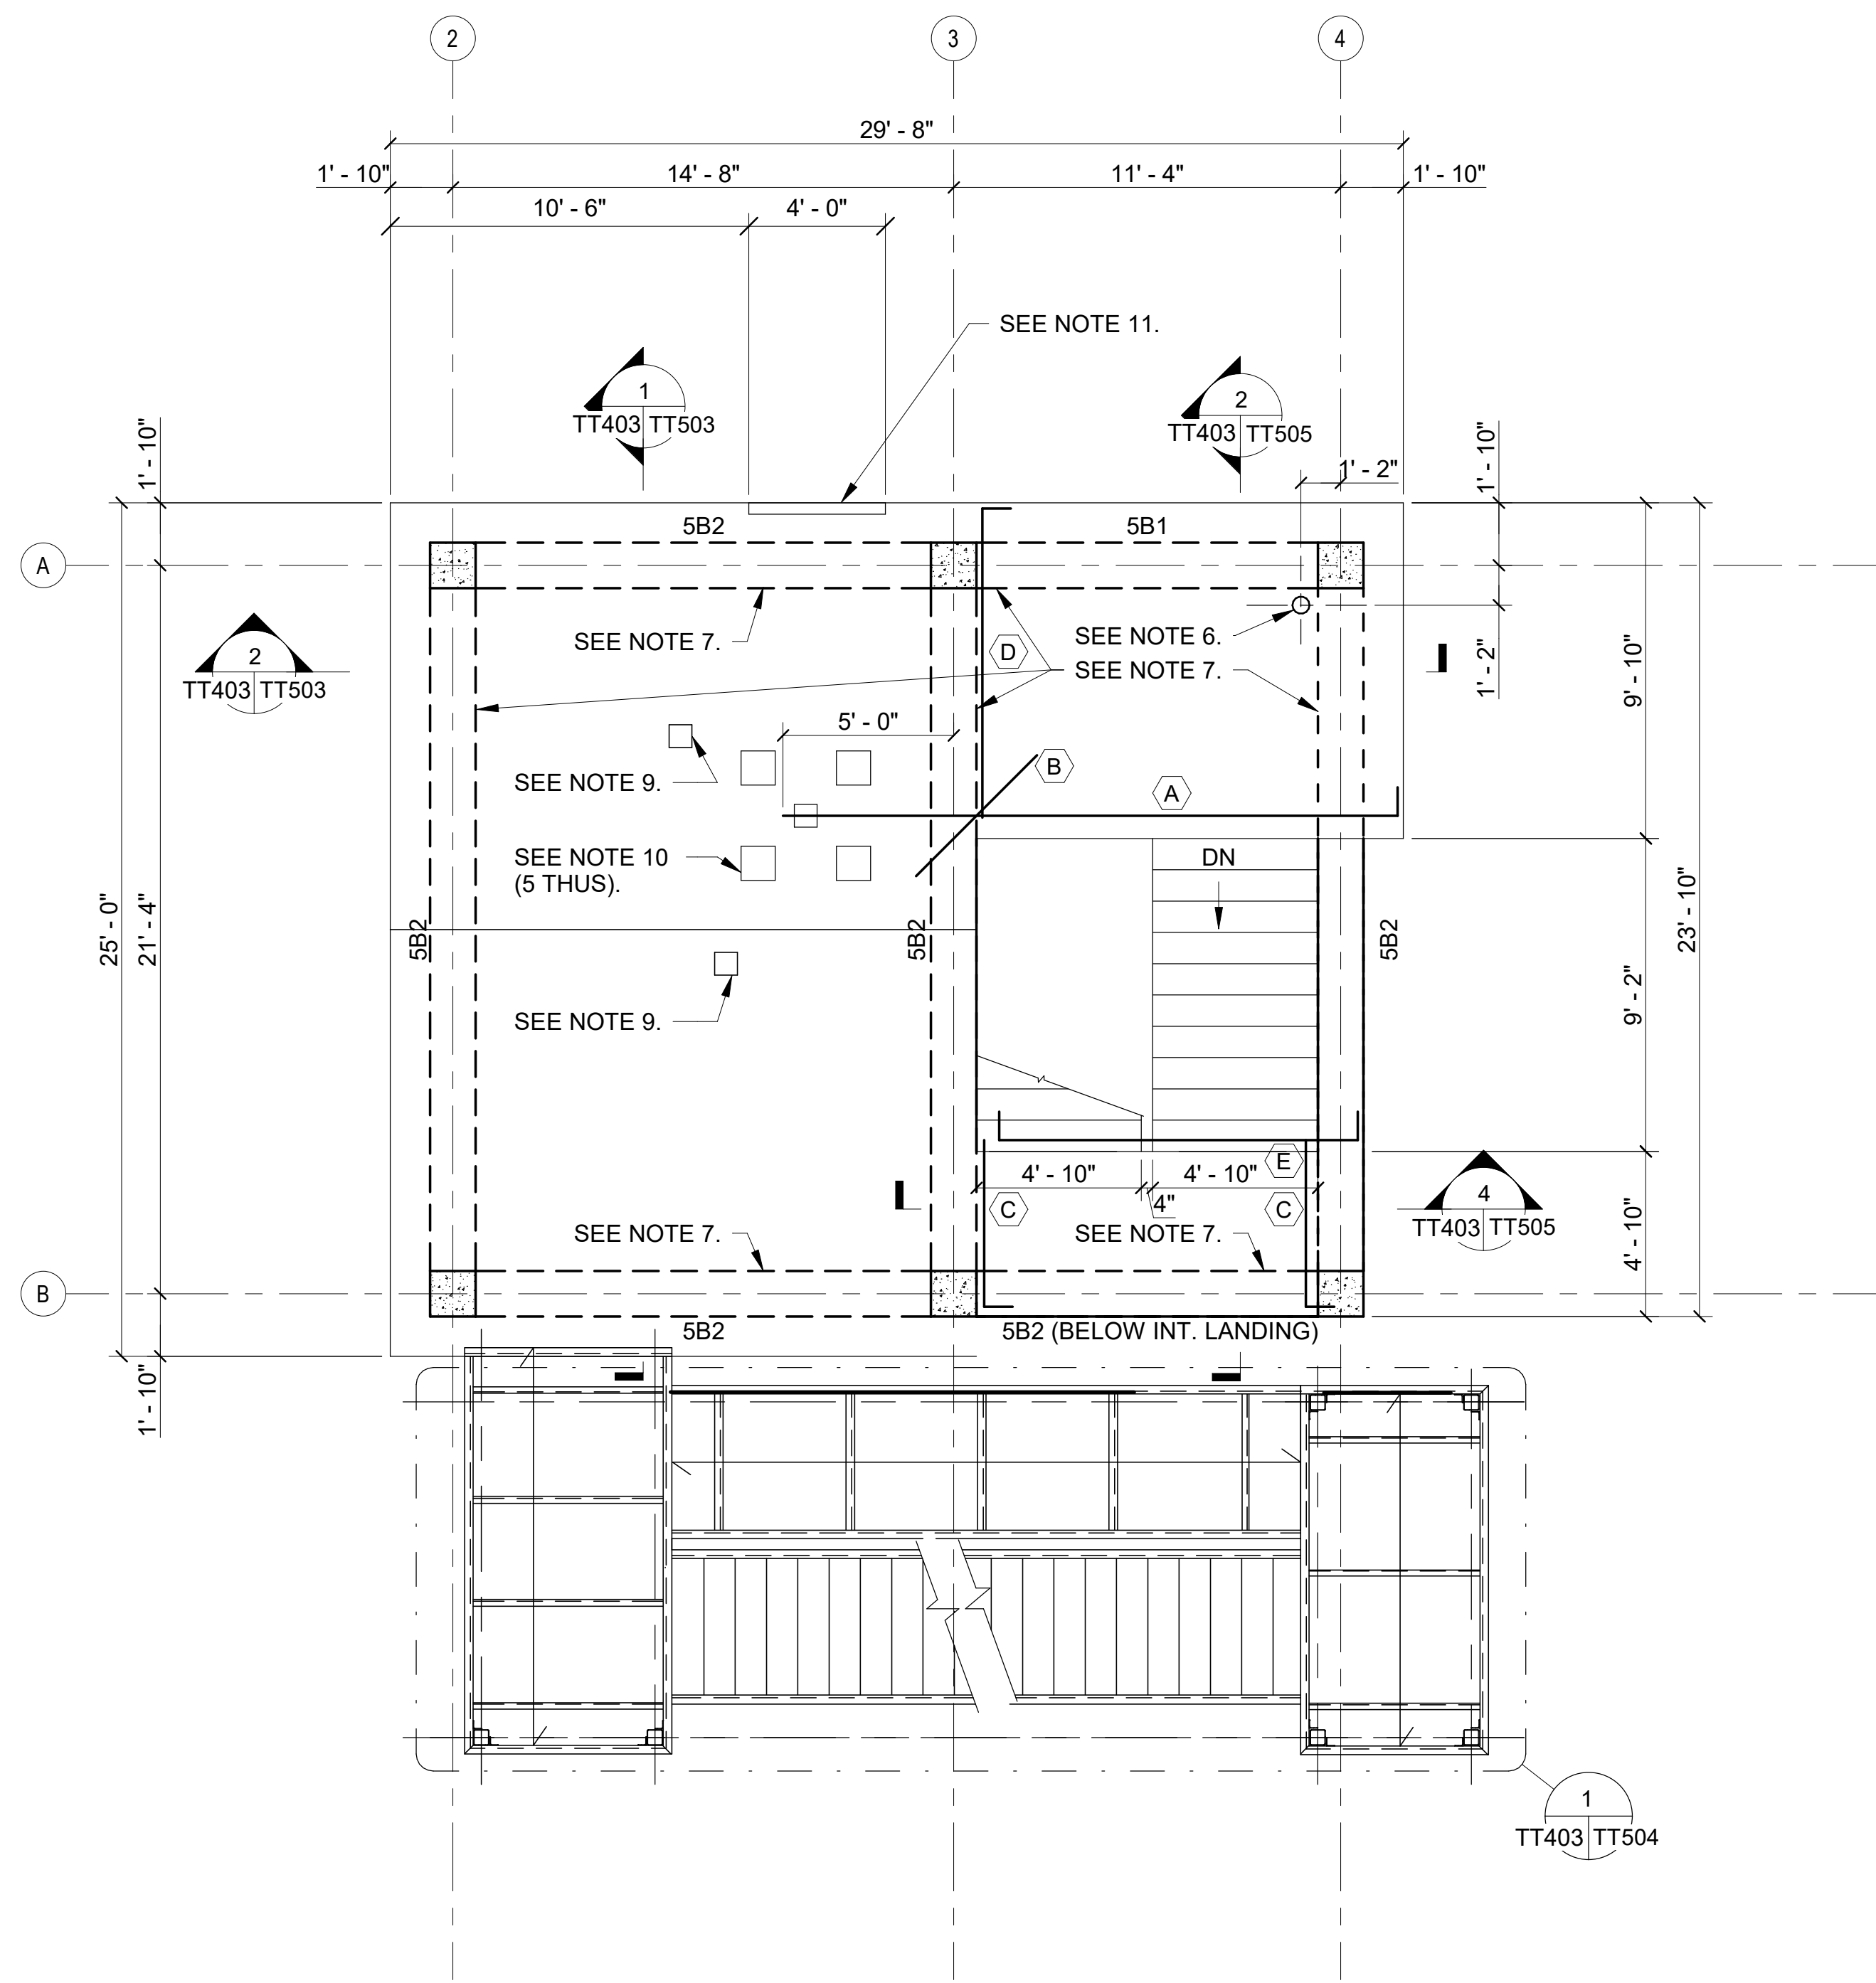 2
3
4
29' - 8"
1' - 10"
14' - 8"
11' - 4"
1' - 10"
10' - 6"
4' - 0"
SEE NOTE 11.
1
TT403
TT503
2
TT403
TT505
1' - 10"
1' - 2"
1' - 10"
5B2
5B1
A
SEE NOTE 7.
D
SEE NOTE 6.
SEE NOTE 7.
1' - 2"
9' - 10"
2
TT403
TT503
5' - 0"
B
SEE NOTE 9.
A
SEE NOTE 10
(5 THUS).
DN
25' - 0"
21' - 4"
5B2
5B2
5B2
23' - 10"
SEE NOTE 9.
9' - 2"
4' - 10"
4' - 10"
E
4"
C
C
4
TT403
TT505
SEE NOTE 7.
SEE NOTE 7.
4' - 10"
B
5B2
5B2 (BELOW INT. LANDING)
1' - 10"
1
TT403
TT504